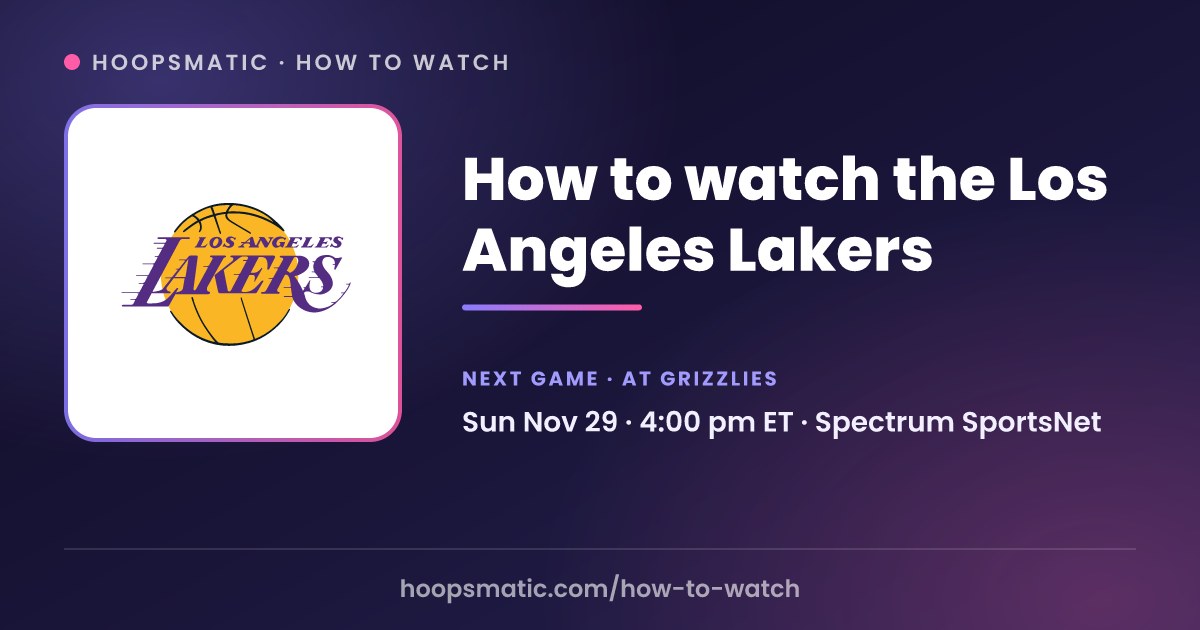 HOOPSMATIC · HOW TO WATCH
LOS ANGELES
LAKERS
How to watch the Los
Angeles Lakers
NEXT GAME · AT GRIZZLIES
Sun Nov 29 · 4:00 pm ET · Spectrum SportsNet
hoopsmatic.com/how-to-watch